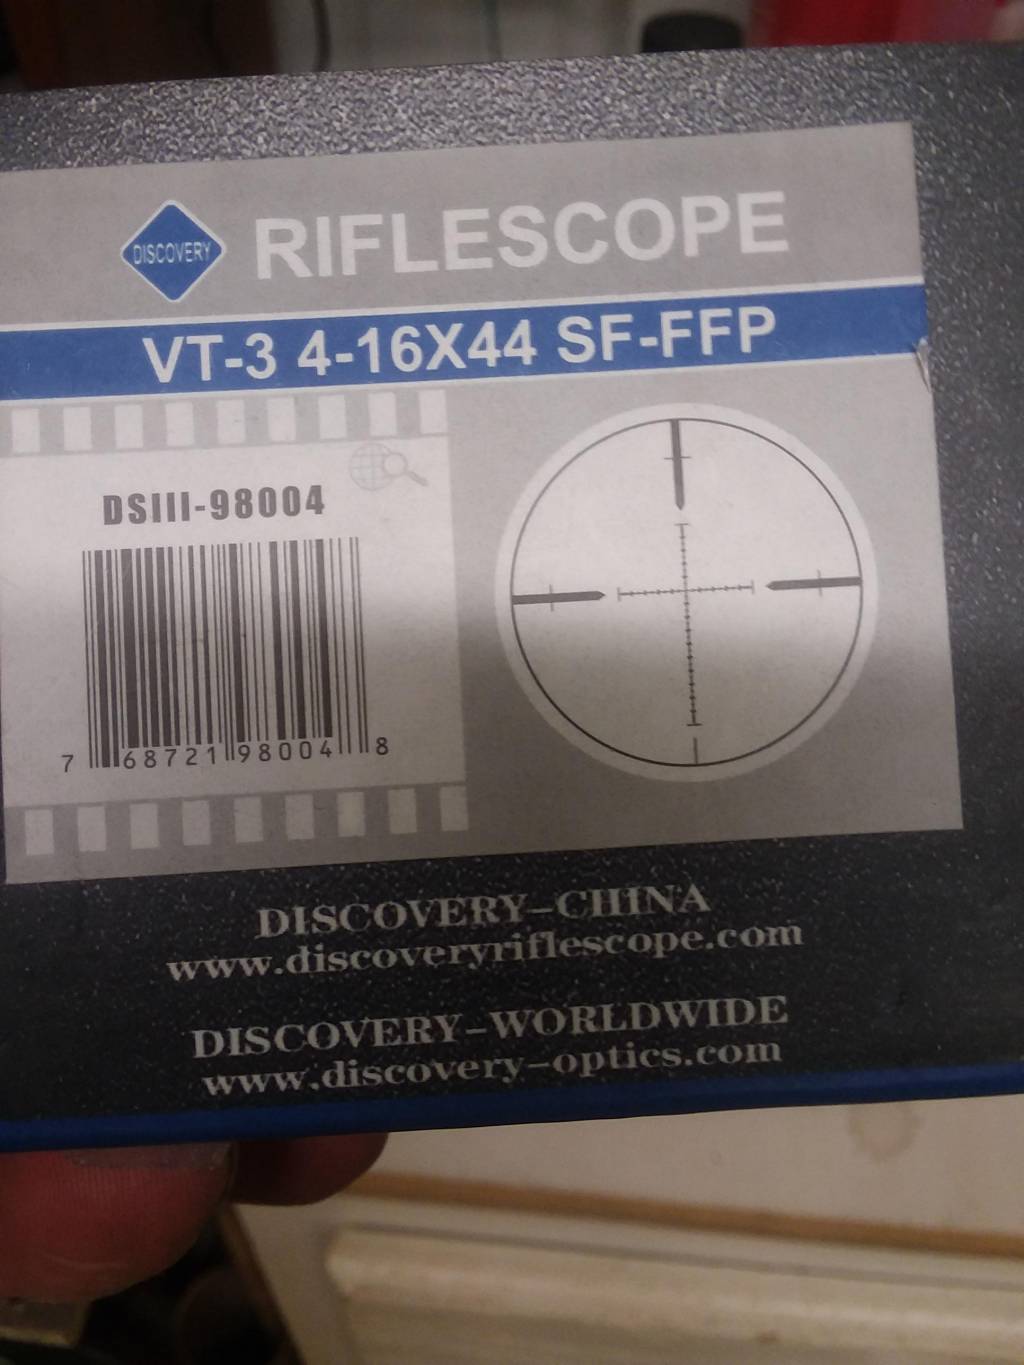 DISCOVERY RIFLESCOPE
VT-3 4-16X44 SF-FFP
DSIII-98004
7 68721 98004 8
DISCOVERY-CHINA
www.discoveryriflescope.com
DISCOVERY-WORLDWIDE
www.discovery-optics.com